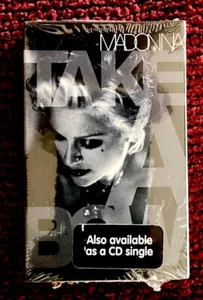 MADONNA
TAKE
A
BOW
Also available
'as a CD single